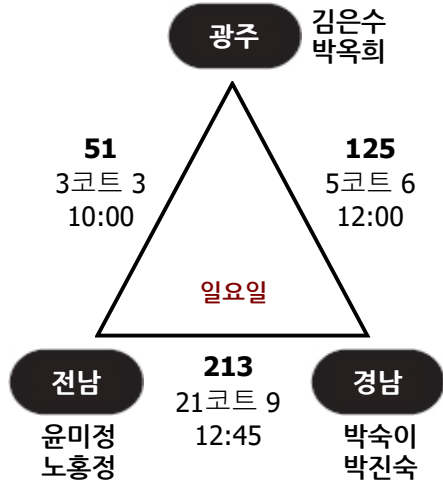 광주
김은수
박옥희
51
3코트 3
10:00
125
5코트 6
12:00
일요일
전남
윤미정
노홍정
213
21코트 9
12:45
경남
박숙이
박진숙